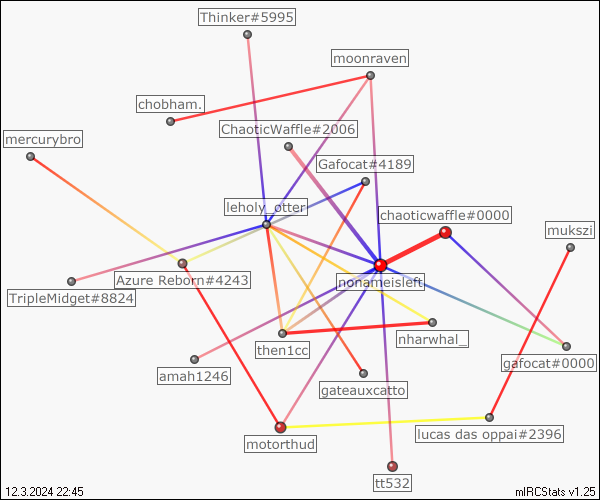 Thinker#5995
moonraven
chobham.
ChaoticWaffle#2006
mercurybro
Gafocat#4189
leholy_otter
chaoticwaffle#0000
mukszi
Azure Reborn#4243
nonameisleft
TripleMidget#8824
nharwhal_
then1cc
gafocat#0000
amah1246
gateauxcatto
lucas das oppai#2396
motorthud
tt532
12.3.2024 22:45
mIRCStats v1.25